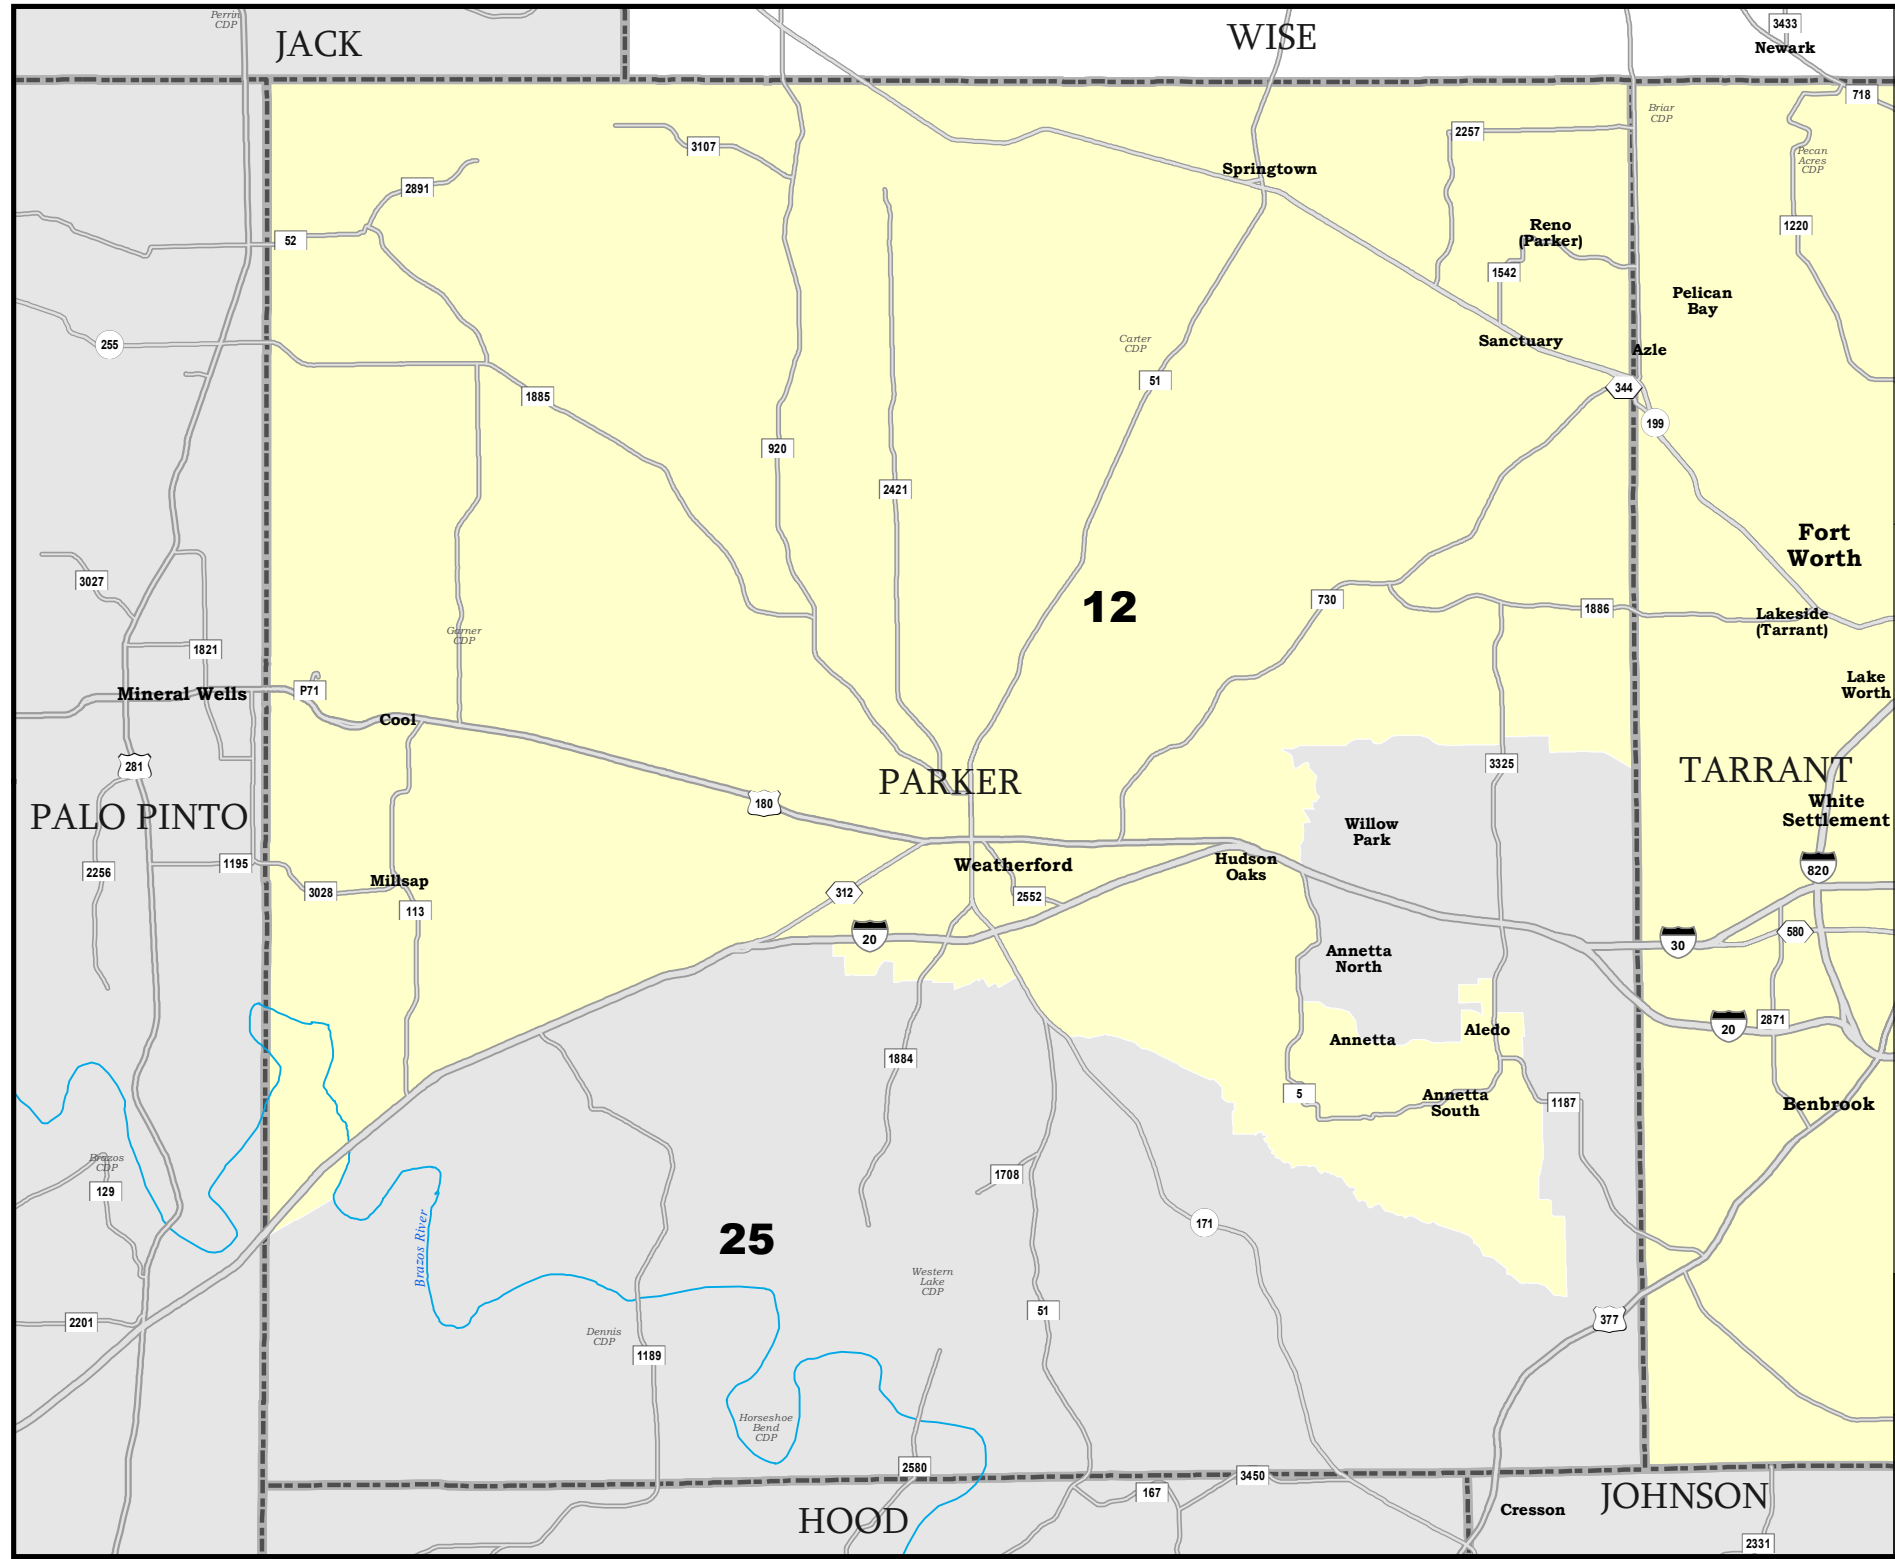 Perrin
CDP
JACK
WISE
3433
Newark
718
Briar
CDP
2257
3107
Pecan
Acres
CDP
Springtown
2891
1220
Reno
(Parker)
52
1542
Pelican
Bay
255
Carter
CDP
Sanctuary
Azle
51
344
1885
199
920
2421
Fort
Worth
3027
12
730
1886
Lakeside
(Tarrant)
Garner
CDP
1821
Lake
Worth
Mineral Wells
P71
Cool
281
3325
TARRANT
PARKER
180
White
Settlement
PALO PINTO
Willow
Park
Weatherford
Hudson
Oaks
1195
2256
820
Millsap
3028
312
2552
113
20
30
580
Annetta
North
2871
20
Aledo
Annetta
1884
5
Annetta
South
1187
Benbrook
Brazos
CDP
129
1708
171
25
Brazos River
Western
Lake
CDP
51
377
2201
Dennis
CDP
1189
Horseshoe
Bend
CDP
2580
3450
167
JOHNSON
Cresson
HOOD
2331